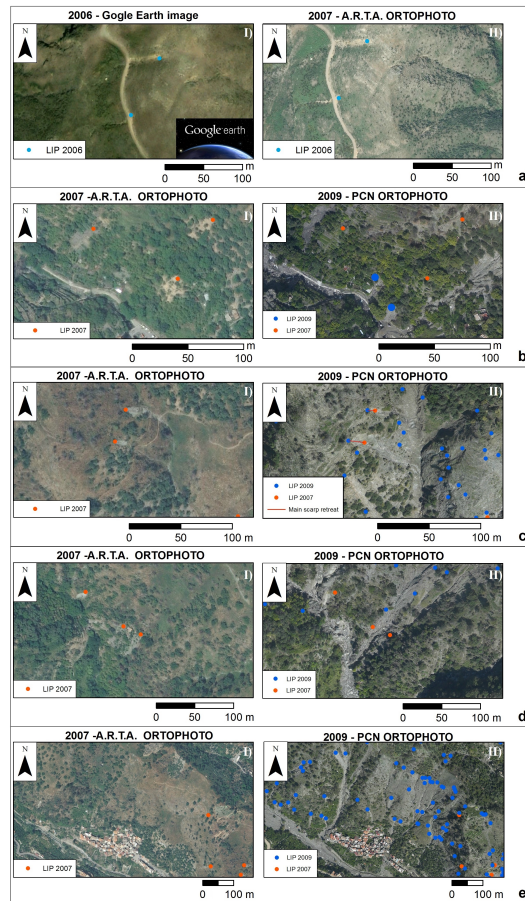 2006 - Gogle Earth image
2007 - A.R.T.A. ORTOPHOTO
N
I)
N
II)
Google earth
LIP 2006
LIP 2006
0 50 100
m
0 50 100
m
a
2007 -A.R.T.A. ORTOPHOTO
2009 - PCN ORTOPHOTO
N
I)
N
II)
LIP 2007
LIP 2009
LIP 2007
0 50 100
m
0 50 100
m
b
2007 -A.R.T.A. ORTOPHOTO
2009 - PCN ORTOPHOTO
N
I)
N
II)
LIP 2007
LIP 2009
LIP 2007
Main scarp retreat
0 50 100 m
0 50 100 m
c
2007 -A.R.T.A. ORTOPHOTO
2009 - PCN ORTOPHOTO
N
I)
N
II)
LIP 2007
LIP 2009
LIP 2007
0 50 100 m
0 50 100 m
d
2007 -A.R.T.A. ORTOPHOTO
2009 - PCN ORTOPHOTO
N
I)
N
II)
LIP 2007
LIP 2009
LIP 2007
0 100 m
0 100 m
e